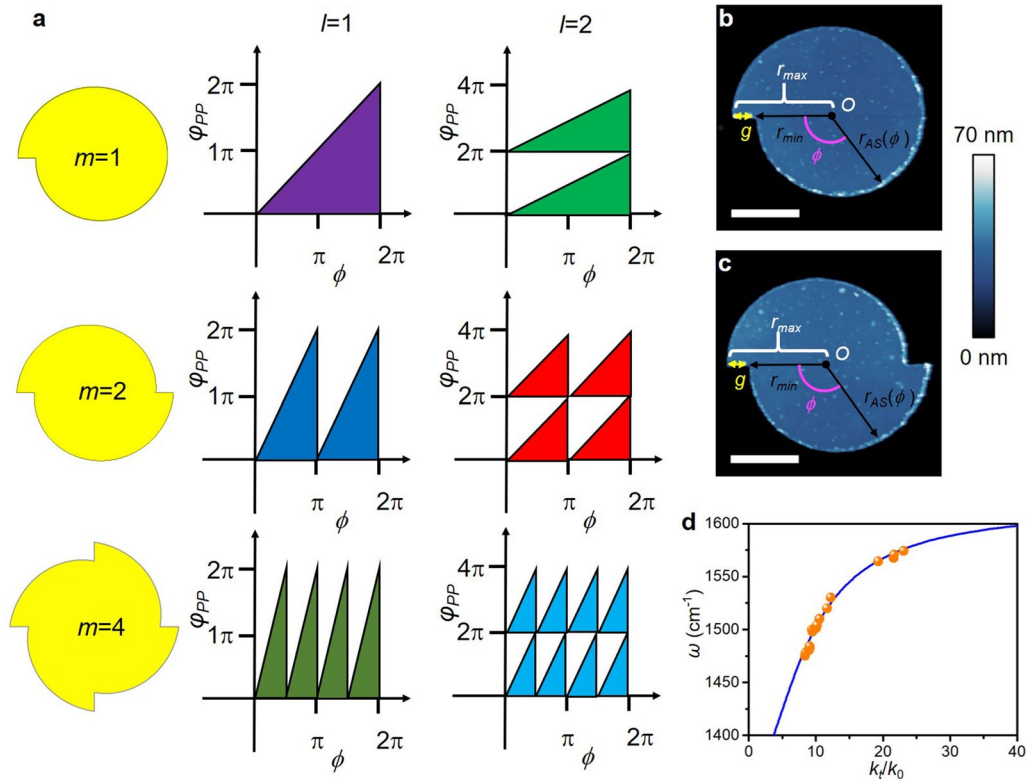 a
l=1
l=2
m=1
φPP
2π
1π
π
2π
ϕ
φPP
4π
2π
π
2π
ϕ
m=2
φPP
2π
1π
π
2π
ϕ
φPP
4π
2π
π
2π
ϕ
m=4
φPP
2π
1π
π
2π
ϕ
φPP
4π
2π
π
2π
ϕ
b
rmax
O
g
rmin
rAS(ϕ)
ϕ
70 nm
0 nm
c
rmax
O
g
rmin
rAS(ϕ)
ϕ
d
ω (cm⁻¹)
1600
1550
1500
1450
1400
0 10 20 30 40
kt/k0